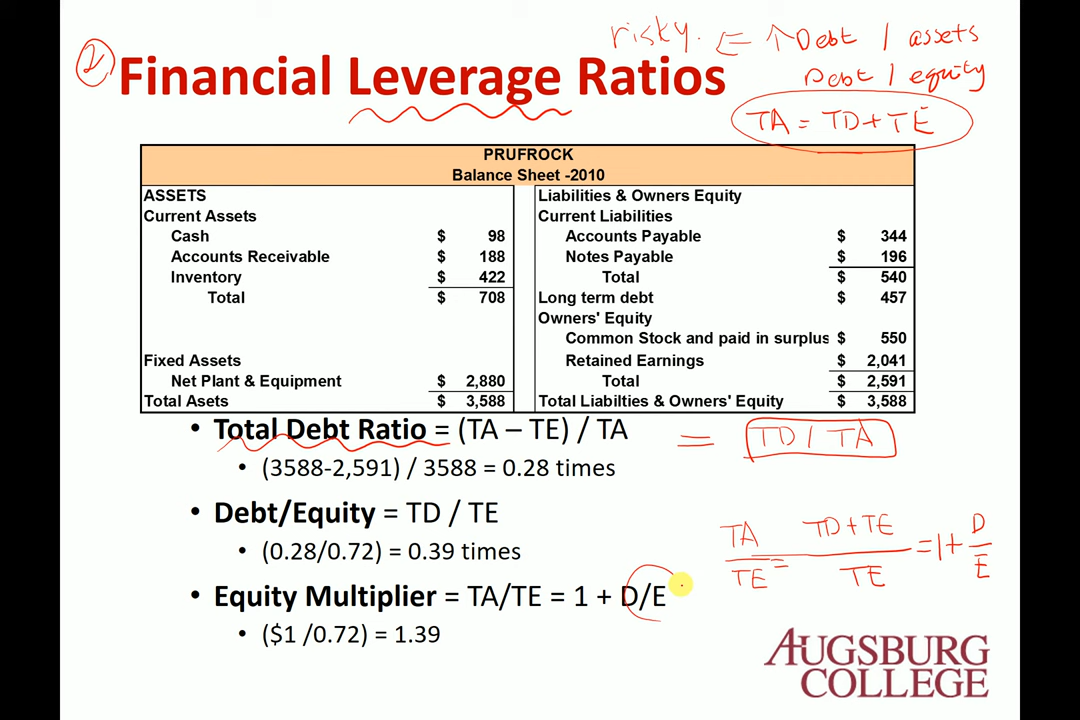 risky. ⇐ ↑Debt / assets
Debt / equity
2
Financial Leverage Ratios
TA = TD + TE
PRUFROCK
Balance Sheet -2010
ASSETS Liabilities & Owners Equity
Current Assets Current Liabilities
Cash $ 98 Accounts Payable $ 344
Accounts Receivable $ 188 Notes Payable $ 196
Inventory $ 422 Total $ 540
Total $ 708 Long term debt $ 457
Owners' Equity
Common Stock and paid in surplus $ 550
Fixed Assets Retained Earnings $ 2,041
Net Plant & Equipment $ 2,880 Total $ 2,591
Total Asets $ 3,588 Total Liabilties & Owners' Equity $ 3,588
• Total Debt Ratio = (TA – TE) / TA = TD / TA
• (3588-2,591) / 3588 = 0.28 times
• Debt/Equity = TD / TE
• (0.28/0.72) = 0.39 times
TA/TE = TD+TE/TE = 1 + D/E
• Equity Multiplier = TA/TE = 1 + D/E
• ($1 /0.72) = 1.39
AUGSBURG
COLLEGE